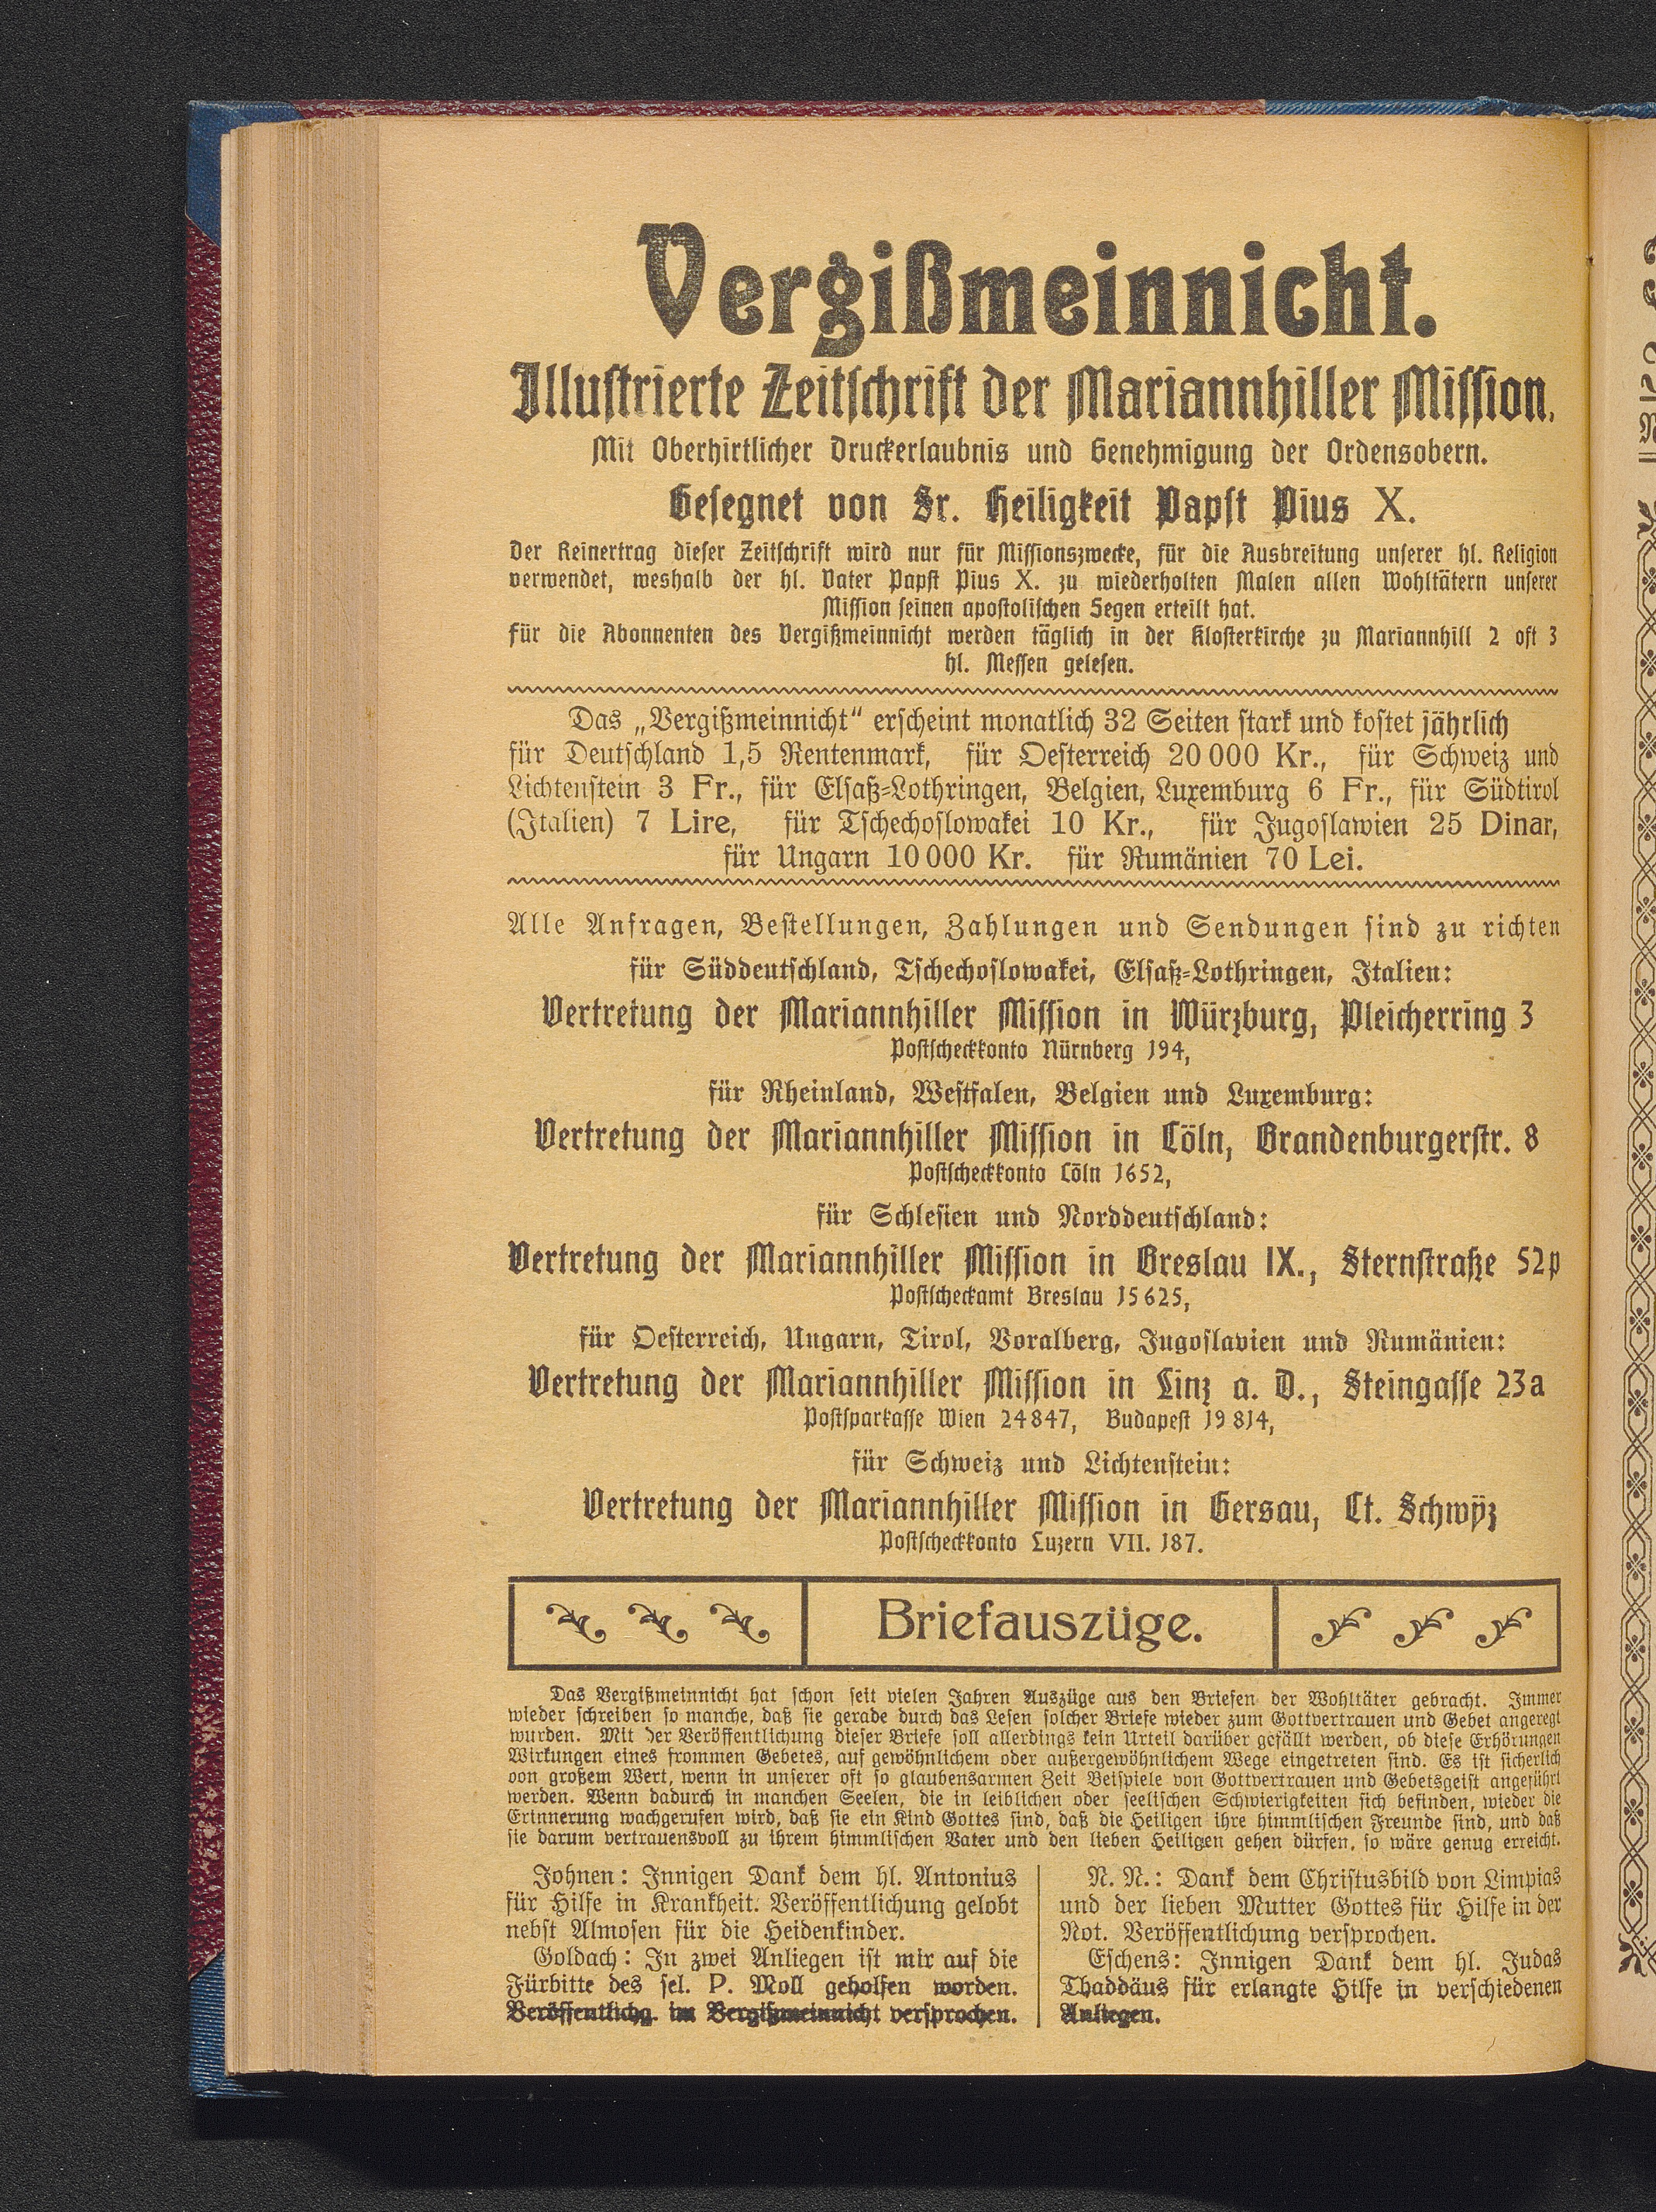 Vergißmeinnicht.
Illustrierte Zeitschrift der Mariannhiller Mission.
Mit Oberhirtlicher Druckerlaubnis und Genehmigung der Ordensobern.
Gesegnet von Sr. Heiligkeit Papst Pius X.
Der Reinertrag dieser Zeitschrift wird nur für Missionszwecke, für die Ausbreitung unserer hl. Religion
verwendet, weshalb der hl. Vater Papst Pius X. zu wiederholten Malen allen Wohltätern unserer
Mission seinen apostolischen Segen erteilt hat.
Für die Abonnenten des Vergißmeinnicht werden täglich in der Klosterkirche zu Mariannhill 2 oft 3
hl. Messen gelesen.
Das „Vergißmeinnicht“ erscheint monatlich 32 Seiten stark und kostet jährlich
für Deutschland 1,5 Rentenmark, für Oesterreich 20 000 Kr., für Schweiz und
Lichtenstein 3 Fr., für Elsaß-Lothringen, Belgien, Luxemburg 6 Fr., für Südtirol
(Italien) 7 Lire, für Tschechoslowakei 10 Kr., für Jugoslawien 25 Dinar,
für Ungarn 10 000 Kr. für Rumänien 70 Lei.
Alle Anfragen, Bestellungen, Zahlungen und Sendungen sind zu richten
für Süddeutschland, Tschechoslowakei, Elsaß-Lothringen, Italien:
Vertretung der Mariannhiller Mission in Würzburg, Pleicherring 3
Postscheckkonto Nürnberg 194,
für Rheinland, Westfalen, Belgien und Luxemburg:
Vertretung der Mariannhiller Mission in Cöln, Brandenburgerstr. 8
Postscheckkonto Cöln 1652,
für Schlesien und Norddeutschland:
Vertretung der Mariannhiller Mission in Breslau IX., Sternstraße 52p
Postscheckamt Breslau 15 625,
für Oesterreich, Ungarn, Tirol, Voralberg, Jugoslavien und Rumänien:
Vertretung der Mariannhiller Mission in Linz a. D., Steingasse 23a
Postsparkasse Wien 24 847, Budapest 19 814,
für Schweiz und Lichtenstein:
Vertretung der Mariannhiller Mission in Gersau, Ct. Schwÿz
Postscheckkonto Luzern VII. 187.
Briefauszüge.
Das Vergißmeinnicht hat schon seit vielen Jahren Auszüge aus den Briefen der Wohltäter gebracht. Immer
wieder schreiben so manche, daß sie gerade durch das Lesen solcher Briefe wieder zum Gottvertrauen und Gebet angeregt
wurden. Mit der Veröffentlichung dieser Briefe soll allerdings kein Urteil darüber gefällt werden, ob diese Erhörungen
Wirkungen eines frommen Gebetes, auf gewöhnlichem oder außergewöhnlichem Wege eingetreten sind. Es ist sicherlich
von großem Wert, wenn in unserer oft so glaubensarmen Zeit Beispiele von Gottvertrauen und Gebetsgeist angeführt
werden. Wenn dadurch in manchen Seelen, die in leiblichen oder seelischen Schwierigkeiten sich befinden, wieder die
Erinnerung wachgerufen wird, daß sie ein Kind Gottes sind, daß die Heiligen ihre himmlischen Freunde sind, und daß
sie darum vertrauensvoll zu ihrem himmlischen Vater und den lieben Heiligen gehen dürfen, so wäre genug erreicht.
Johnen: Innigen Dank dem hl. Antonius
für Hilfe in Krankheit. Veröffentlichung gelobt
nebst Almosen für die Heidenkinder.
Goldach: In zwei Anliegen ist mir auf die
Fürbitte des sel. P. Moll geholfen worden.
Veröffentlichg. im Vergißmeinnicht versprochen.
N. N.: Dank dem Christusbild von Limpias
und der lieben Mutter Gottes für Hilfe in der
Not. Veröffentlichung versprochen.
Eschens: Innigen Dank dem hl. Judas
Thaddäus für erlangte Hilfe in verschiedenen
Anliegen.